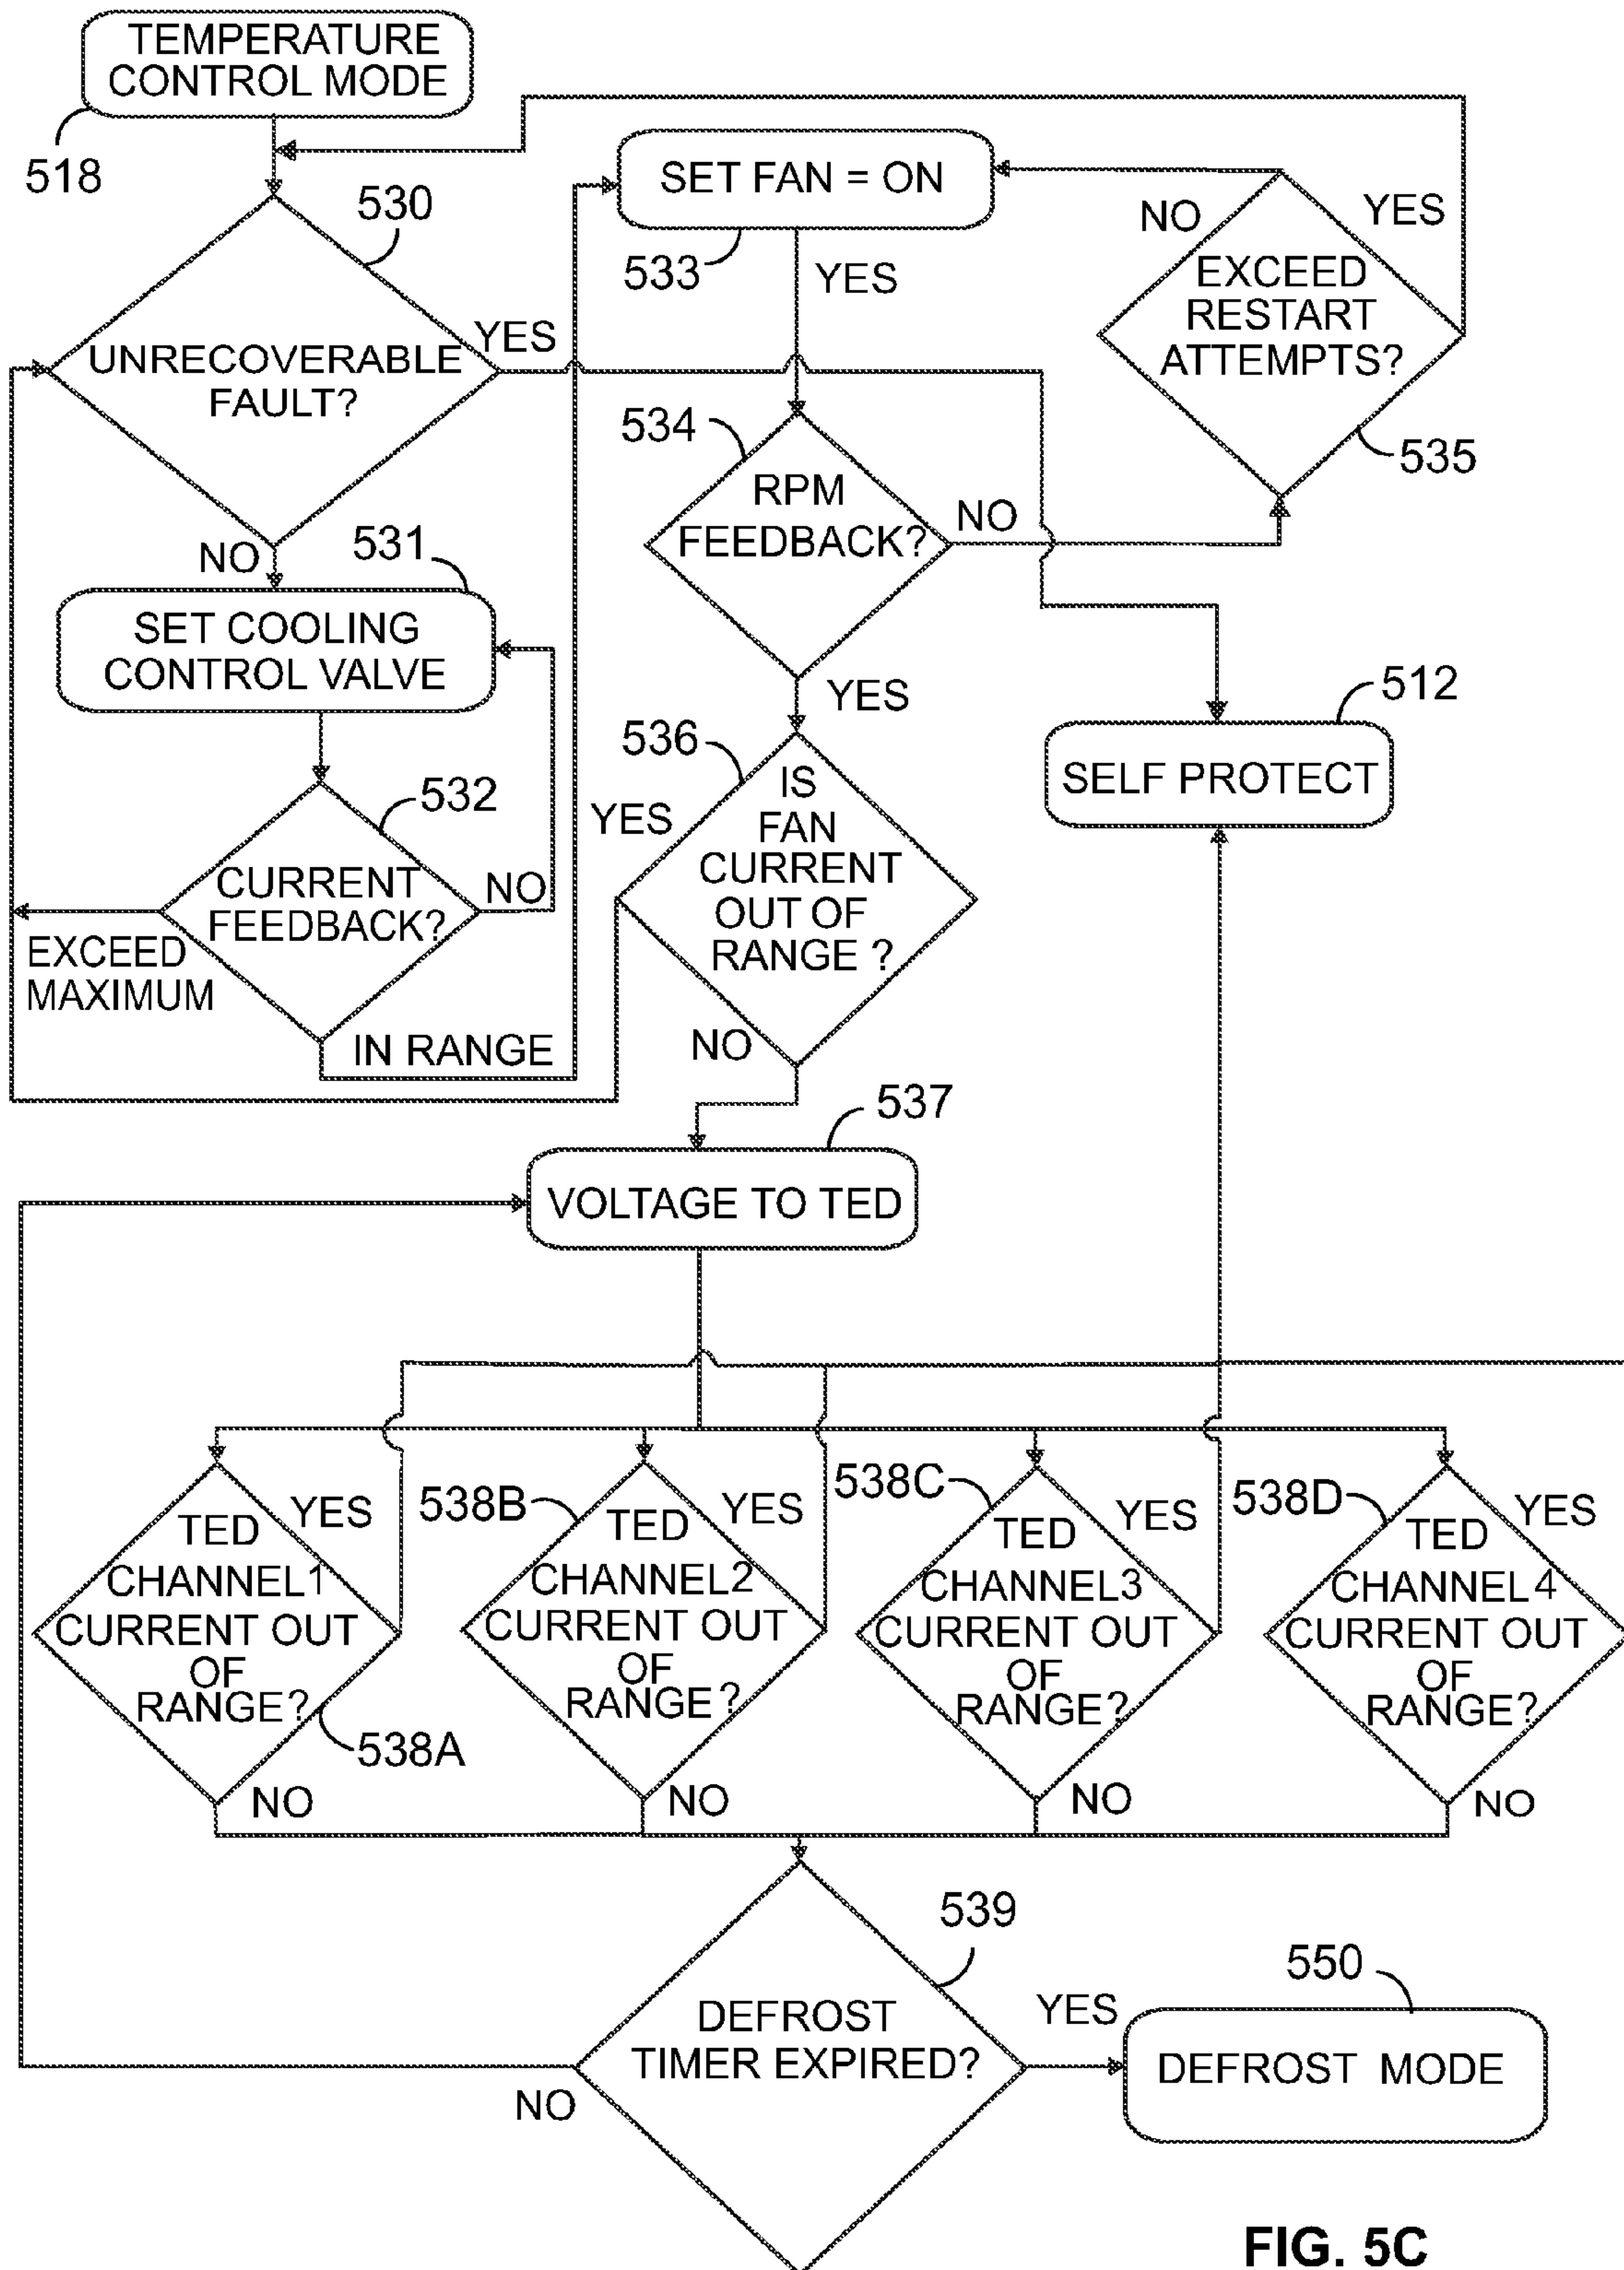 TEMPERATURE
CONTROL MODE
518
530
UNRECOVERABLE
FAULT?
YES
NO
531
SET COOLING
CONTROL VALVE
532
CURRENT
FEEDBACK?
NO
EXCEED
MAXIMUM
IN RANGE
SET FAN = ON
533
YES
534
RPM
FEEDBACK?
NO
YES
NO
YES
EXCEED
RESTART
ATTEMPTS?
535
536
IS
FAN
CURRENT
OUT OF
RANGE ?
YES
NO
512
SELF PROTECT
537
VOLTAGE TO TED
TED
CHANNEL1
CURRENT OUT
OF
RANGE?
YES
538A
NO
538B
TED
CHANNEL2
CURRENT OUT
OF
RANGE?
YES
NO
538C
TED
CHANNEL3
CURRENT OUT
OF
RANGE?
YES
NO
538D
TED
CHANNEL4
CURRENT OUT
OF
RANGE?
YES
NO
539
DEFROST
TIMER EXPIRED?
NO
YES
550
DEFROST MODE
FIG. 5C